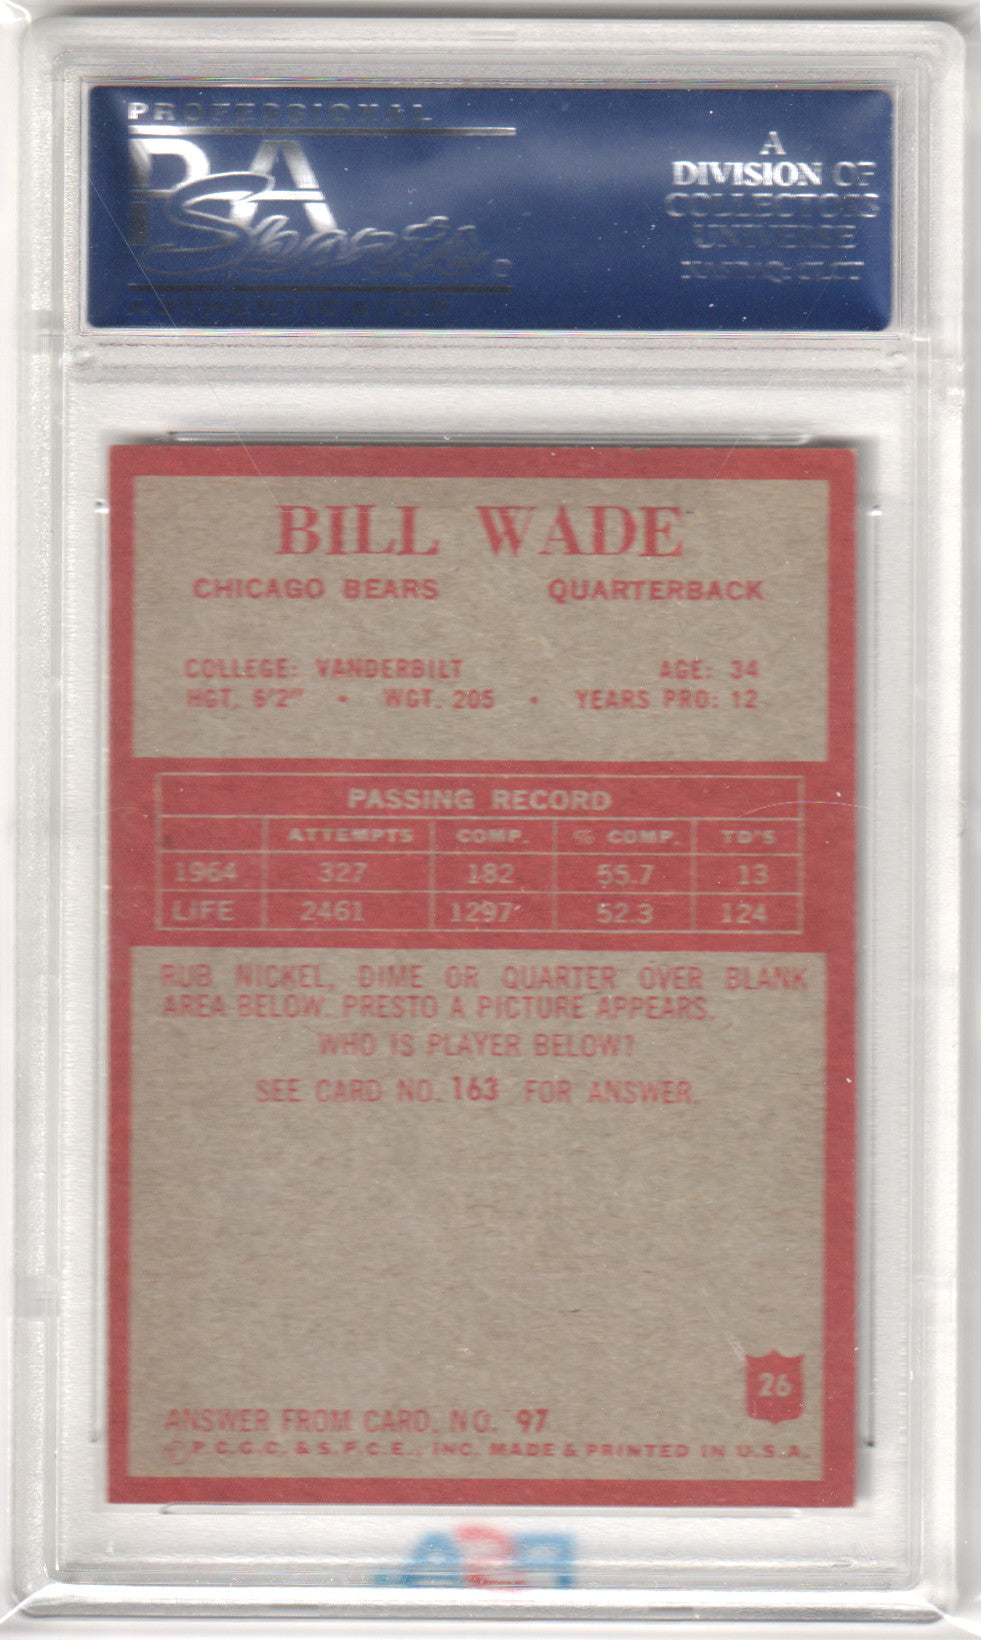 PROFESSIONAL
PSA
Sports
AUTHENTICATOR
A
DIVISION OF
COLLECTORS
UNIVERSE
NASDAQ: CLCT
BILL WADE
CHICAGO BEARS QUARTERBACK
COLLEGE: VANDERBILT AGE: 34
HGT. 6'2" • WGT. 205 • YEARS PRO: 12
PASSING RECORD
ATTEMPTS COMP. % COMP. TD'S
1964 327 182 55.7 13
LIFE 2461 1297 52.3 124
RUB NICKEL, DIME OR QUARTER OVER BLANK
AREA BELOW. PRESTO A PICTURE APPEARS.
WHO IS PLAYER BELOW?
SEE CARD NO. 163 FOR ANSWER.
26
ANSWER FROM CARD. NO. 97
© P.C.G.C. & S.P.C.E., INC. MADE & PRINTED IN U.S.A.
PSA